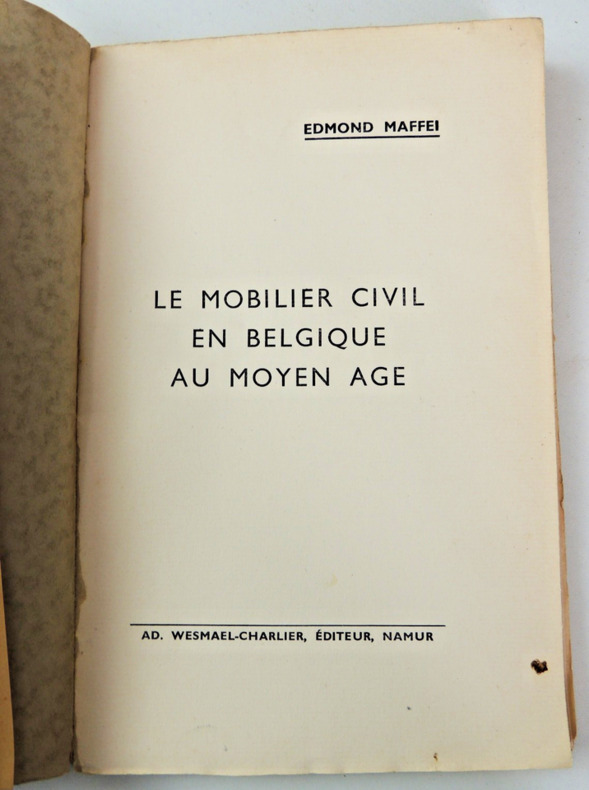 EDMOND MAFFEI
LE MOBILIER CIVIL
EN BELGIQUE
AU MOYEN AGE
AD. WESMAEL-CHARLIER, ÉDITEUR, NAMUR